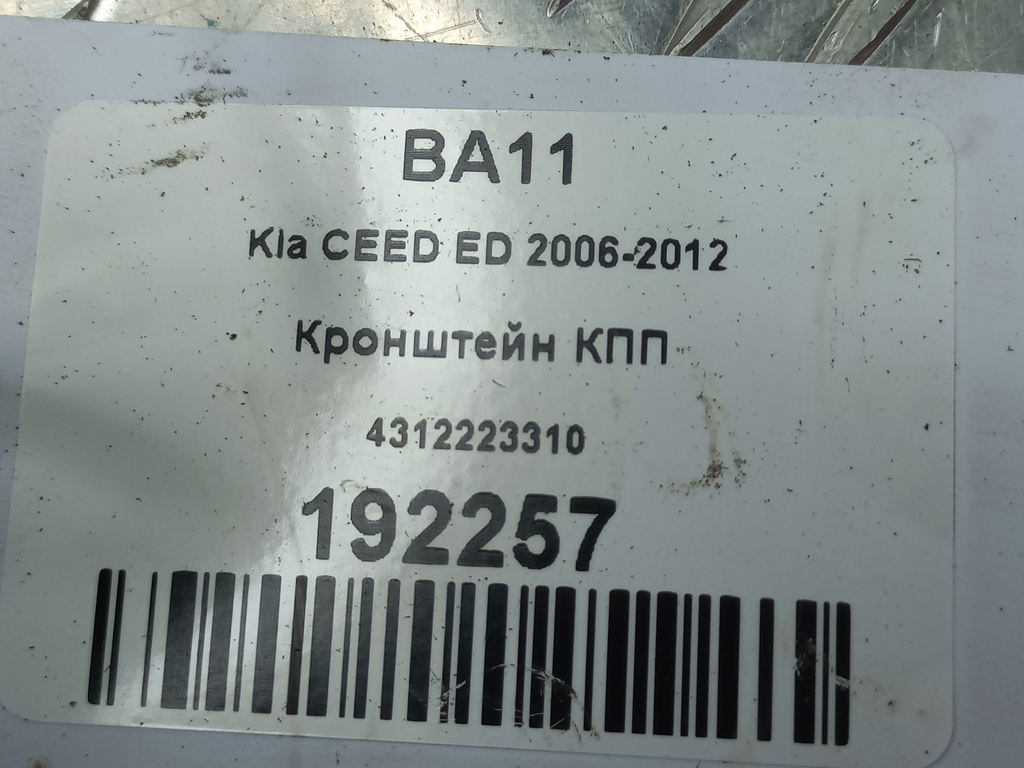 BA11
Kia CEED ED 2006-2012
Кронштейн КПП
4312223310
192257